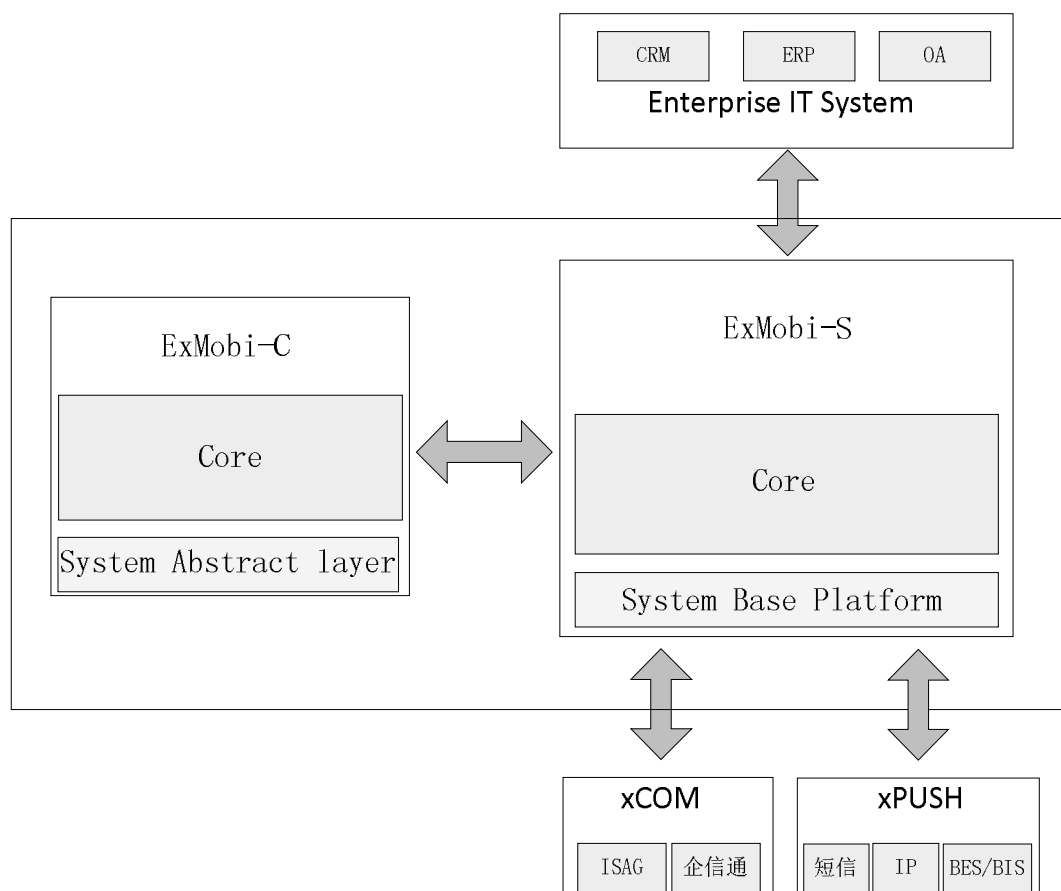 CRM ERP OA
Enterprise IT System
ExMobi-C
Core
System Abstract layer
ExMobi-S
Core
System Base Platform
xCOM
ISAG 企信通
xPUSH
短信 IP BES/BIS